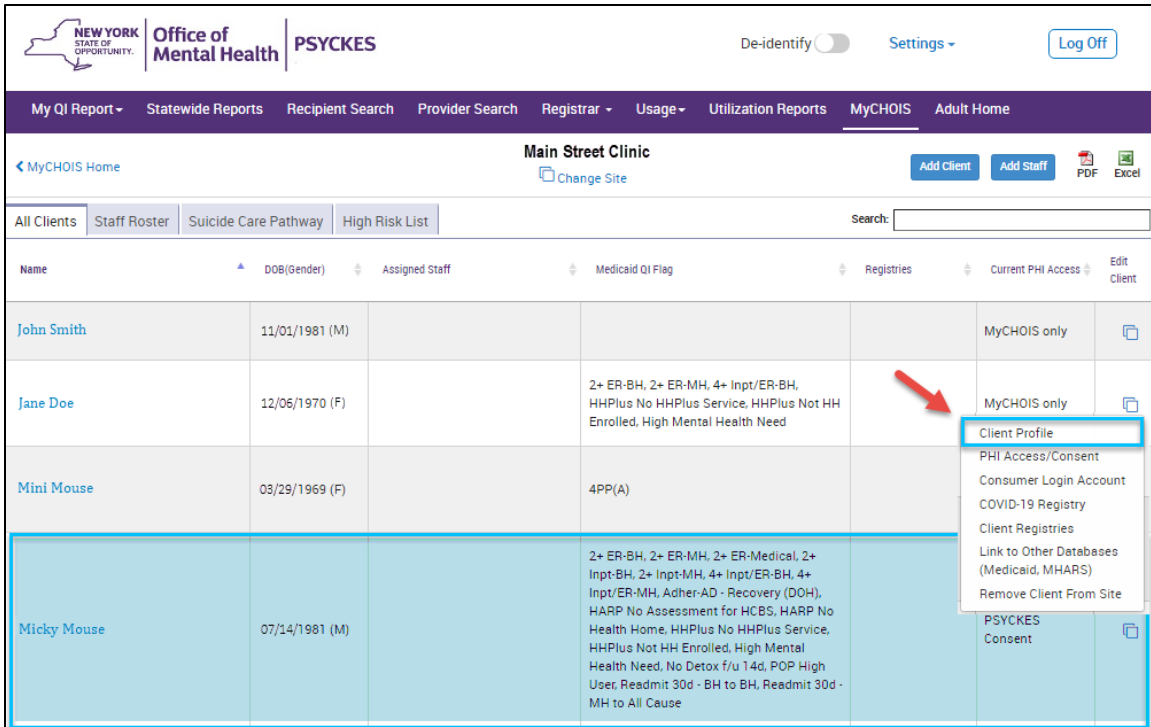 NEW YORK
STATE OF
OPPORTUNITY.
Office of
Mental Health
PSYCKES
De-identify
Settings
Log Off
My QI Report
Statewide Reports
Recipient Search
Provider Search
Registrar
Usage
Utilization Reports
MyCHOIS
Adult Home
MyCHOIS Home
Main Street Clinic
Change Site
Add Client
Add Staff
PDF
Excel
All Clients
Staff Roster
Suicide Care Pathway
High Risk List
Search:
Name
DOB(Gender)
Assigned Staff
Medicaid QI Flag
Registries
Current PHI Access
Edit
Client
John Smith
11/01/1981 (M)
MyCHOIS only
Jane Doe
12/06/1970 (F)
2+ ER-BH, 2+ ER-MH, 4+ Inpt/ER-BH,
HHPlus No HHPlus Service, HHPlus Not HH
Enrolled, High Mental Health Need
MyCHOIS only
Client Profile
PHI Access/Consent
Consumer Login Account
COVID-19 Registry
Client Registries
Link to Other Databases
(Medicaid, MHARS)
Remove Client From Site
Mini Mouse
03/29/1969 (F)
4PP(A)
Micky Mouse
07/14/1981 (M)
2+ ER-BH, 2+ ER-MH, 2+ ER-Medical, 2+
Inpt-BH, 2+ Inpt-MH, 4+ Inpt/ER-BH, 4+
Inpt/ER-MH, Adher-AD - Recovery (DOH),
HARP No Assessment for HCBS, HARP No
Health Home, HHPlus No HHPlus Service,
HHPlus Not HH Enrolled, High Mental
Health Need, No Detox f/u 14d, POP High
User, Readmit 30d - BH to BH, Readmit 30d -
MH to All Cause
PSYCKES
Consent